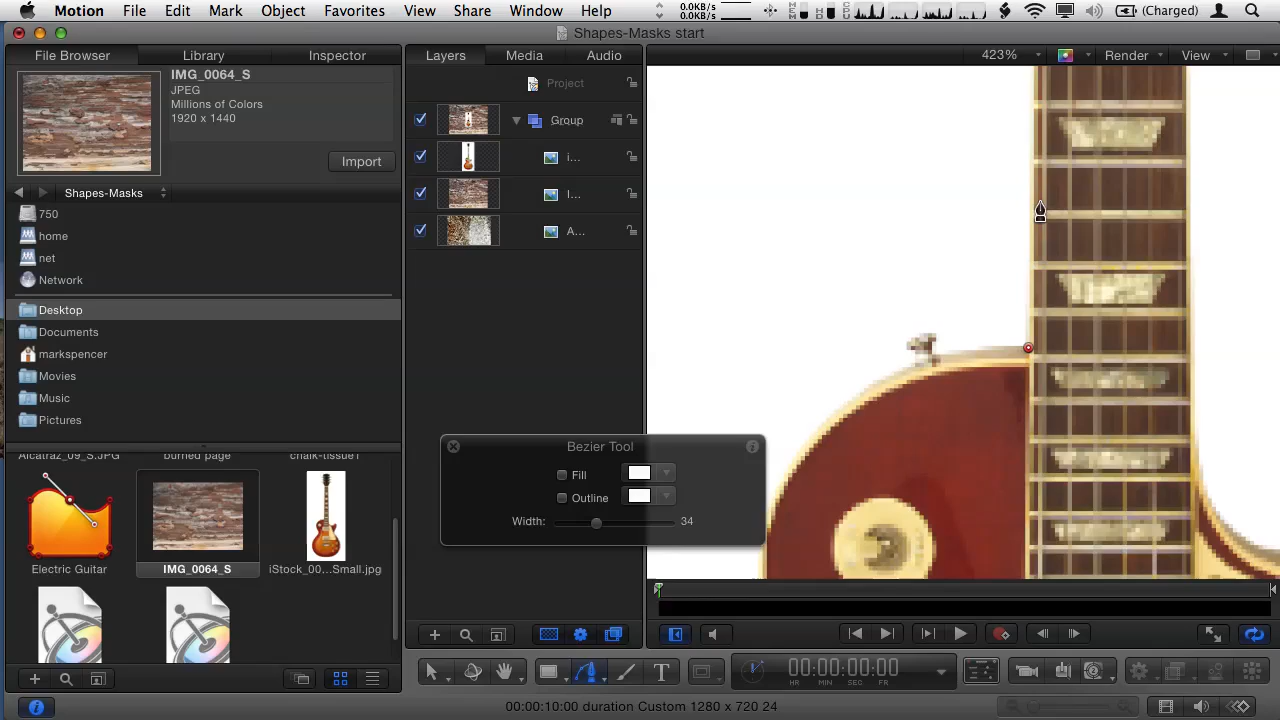 Motion File Edit Mark Object Favorites View Share Window Help
0.0KB/s
0.0KB/s
(Charged)
Shapes-Masks start
File Browser Library Inspector
Layers Media Audio
423% Render View
IMG_0064_S
JPEG
Millions of Colors
1920 x 1440
Import
Shapes-Masks
750
home
net
Network
Desktop
Documents
markspencer
Movies
Music
Pictures
Project
Group
i...
I...
A...
Alcatraz_09_S.JPG burned page chalk-tissue1
Electric Guitar IMG_0064_S iStock_00...Small.jpg
Bezier Tool
Fill
Outline
Width: 34
T
00:00:00:00
HR MIN SEC FR
00:00:10:00 duration Custom 1280 x 720 24